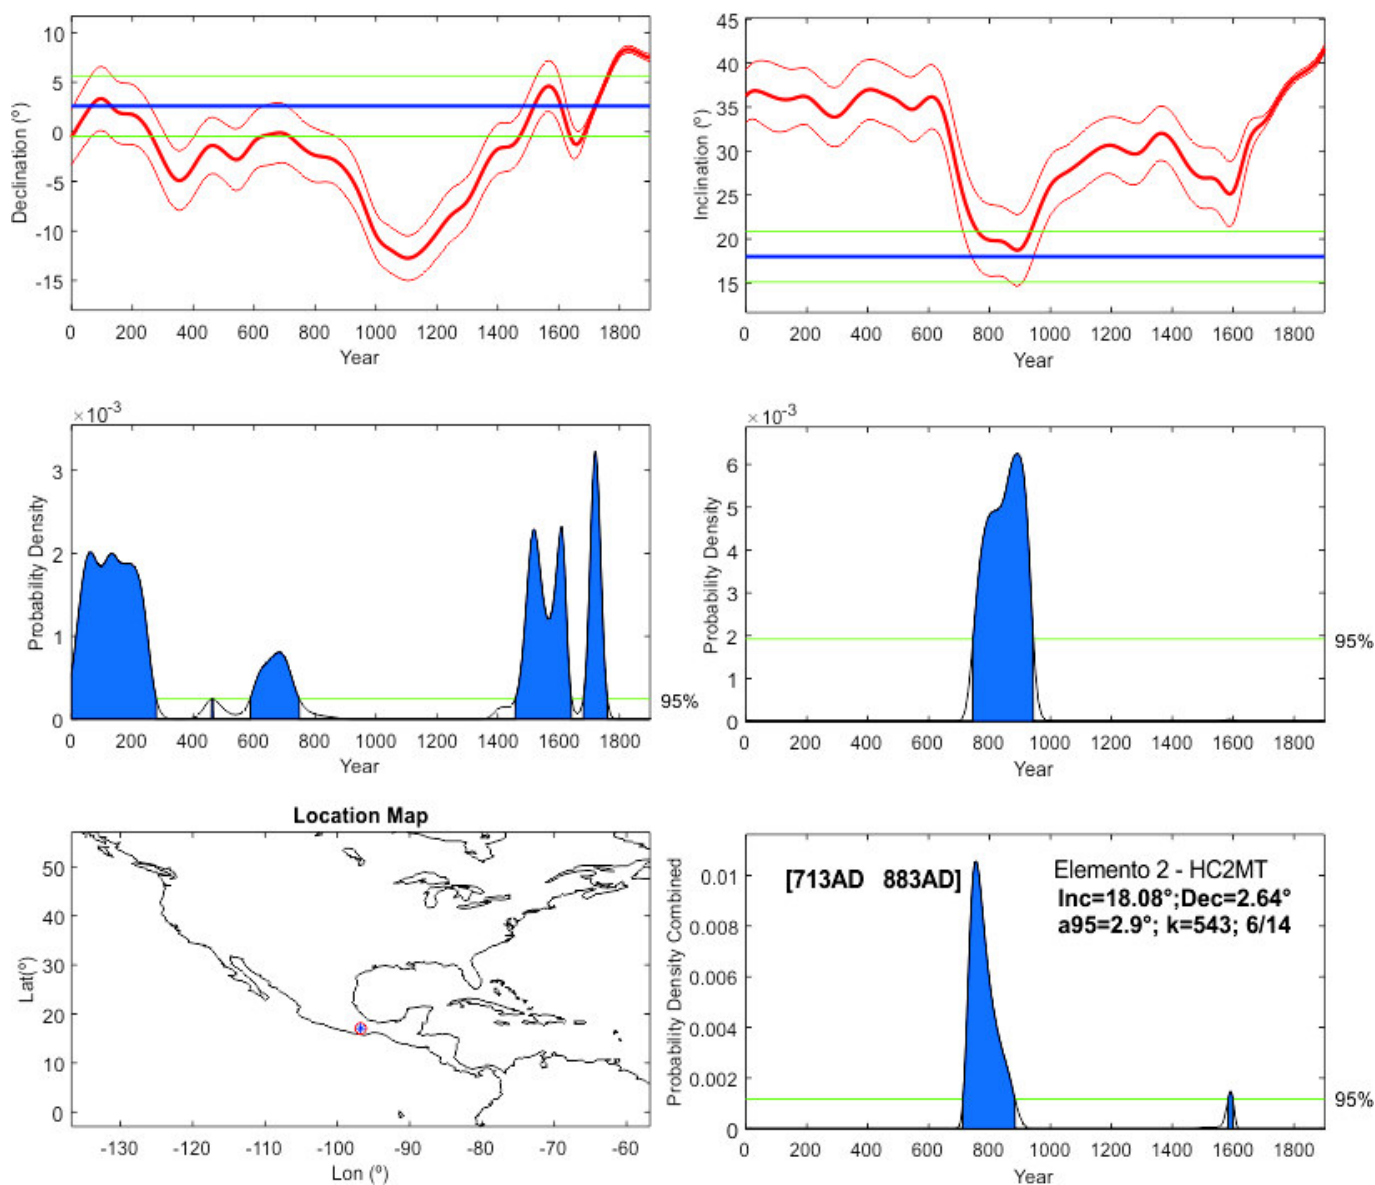 10
5
0
-5
-10
-15
Declination (º)
0 200 400 600 800 1000 1200 1400 1600 1800
Year
45
40
35
30
25
20
15
Inclination (º)
0 200 400 600 800 1000 1200 1400 1600 1800
Year
×10-3
3
2
1
0
Probability Density
95%
0 200 400 600 800 1000 1200 1400 1600 1800
Year
×10-3
6
5
4
3
2
1
0
Probability Density
95%
0 200 400 600 800 1000 1200 1400 1600 1800
Year
Location Map
50
40
30
20
10
0
Lat(º)
-130 -120 -110 -100 -90 -80 -70 -60
Lon (º)
0.01
0.008
0.006
0.004
0.002
0
Probability Density Combined
[713AD 883AD]
Elemento 2 - HC2MT
Inc=18.08°;Dec=2.64°
a95=2.9°; k=543; 6/14
95%
0 200 400 600 800 1000 1200 1400 1600 1800
Year